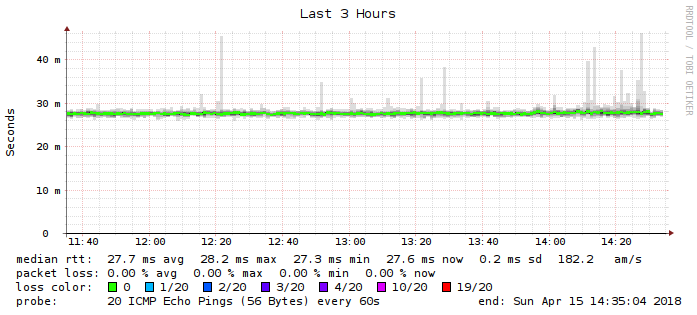 Last 3 Hours
RRDTOOL / TOBI OETIKER
Seconds
40 m
30 m
20 m
10 m
0
11:40 12:00 12:20 12:40 13:00 13:20 13:40 14:00 14:20
median rtt: 27.7 ms avg 28.2 ms max 27.3 ms min 27.6 ms now 0.2 ms sd 182.2 am/s
packet loss: 0.00 % avg 0.00 % max 0.00 % min 0.00 % now
loss color: 0 1/20 2/20 3/20 4/20 10/20 19/20
probe: 20 ICMP Echo Pings (56 Bytes) every 60s end: Sun Apr 15 14:35:04 2018